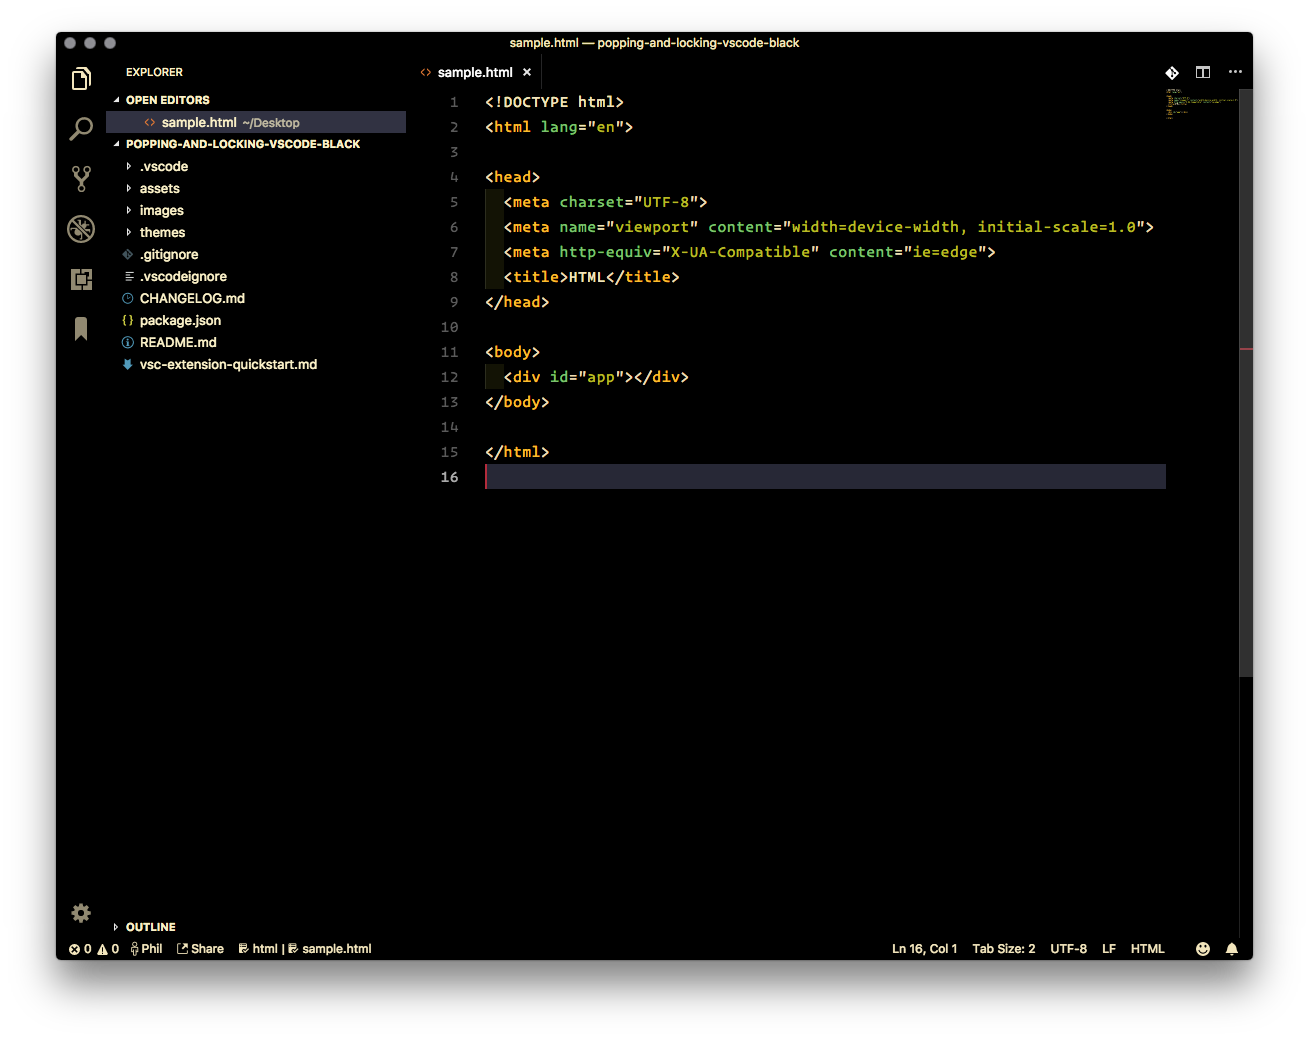 sample.html — popping-and-locking-vscode-black
EXPLORER
OPEN EDITORS
sample.html ~/Desktop
POPPING-AND-LOCKING-VSCODE-BLACK
.vscode
assets
images
themes
.gitignore
.vscodeignore
CHANGELOG.md
package.json
README.md
vsc-extension-quickstart.md
OUTLINE
sample.html
1 <!DOCTYPE html>
2 <html lang="en">
3
4 <head>
5   <meta charset="UTF-8">
6   <meta name="viewport" content="width=device-width, initial-scale=1.0">
7   <meta http-equiv="X-UA-Compatible" content="ie=edge">
8   <title>HTML</title>
9 </head>
10
11 <body>
12   <div id="app"></div>
13 </body>
14
15 </html>
16
0 0 Phil Share html | sample.html Ln 16, Col 1 Tab Size: 2 UTF-8 LF HTML